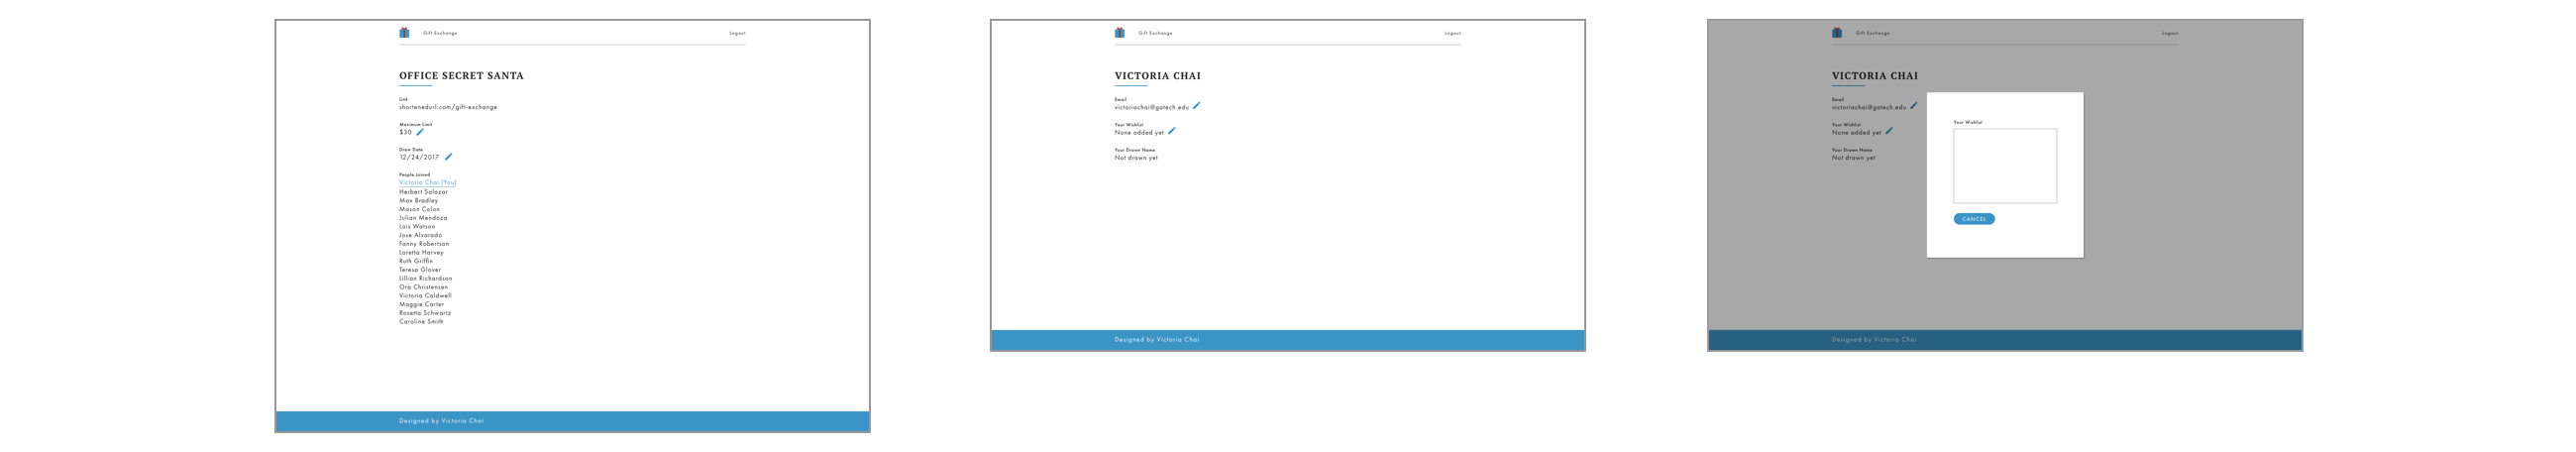 Gift Exchange
Logout
OFFICE SECRET SANTA
Link
shortenedurl.com/gift-exchange
Maximum Limit
$30
Draw Date
12/24/2017
People Joined
Victoria Chai (You)
Herbert Salazar
Max Bradley
Mason Colon
Julian Mendoza
Lois Watson
Jose Alvarado
Fanny Robertson
Loretta Harvey
Ruth Griffin
Teresa Glover
Lillian Richardson
Ora Christensen
Victoria Caldwell
Maggie Carter
Rosetta Schwartz
Caroline Smith
Designed by Victoria Chai
Gift Exchange
Logout
VICTORIA CHAI
Email
victoriachai@gatech.edu
Your Wishlist
None added yet
Your Drawn Name
Not drawn yet
Designed by Victoria Chai
Gift Exchange
Logout
VICTORIA CHAI
Email
victoriachai@gatech.edu
Your Wishlist
None added yet
Your Drawn Name
Not drawn yet
Your Wishlist
CANCEL
Designed by Victoria Chai